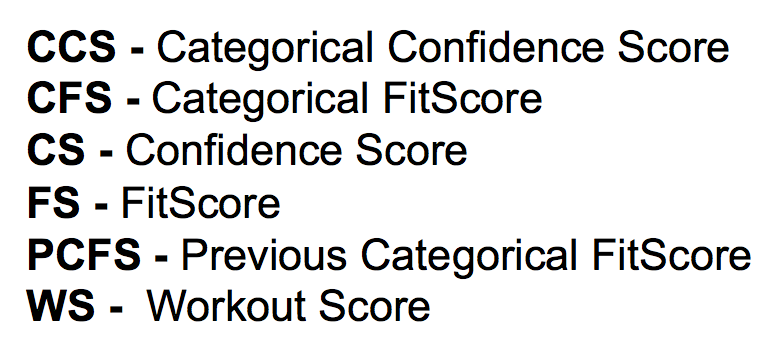 CCS - Categorical Confidence Score
CFS - Categorical FitScore
CS - Confidence Score
FS - FitScore
PCFS - Previous Categorical FitScore
WS -  Workout Score